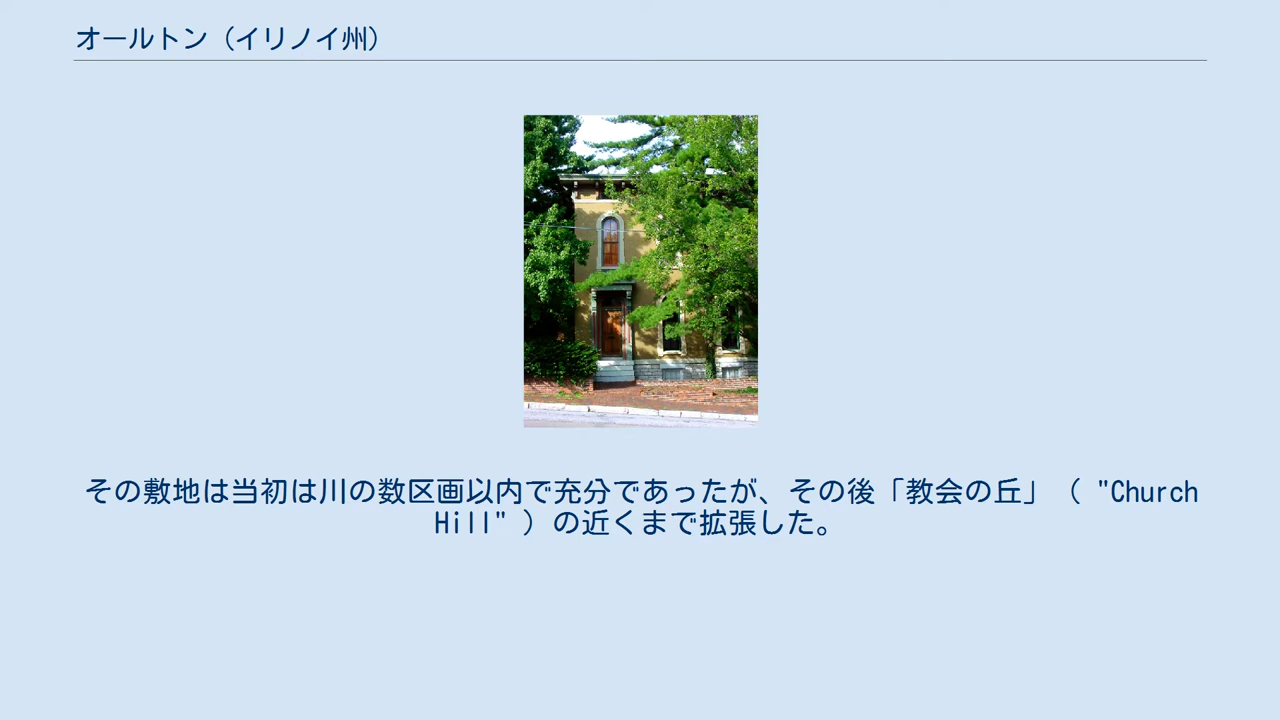 オールトン（イリノイ州）
その敷地は当初は川の数区画以内で充分であったが、その後「教会の丘」（ "Church
Hill" ）の近くまで拡張した。